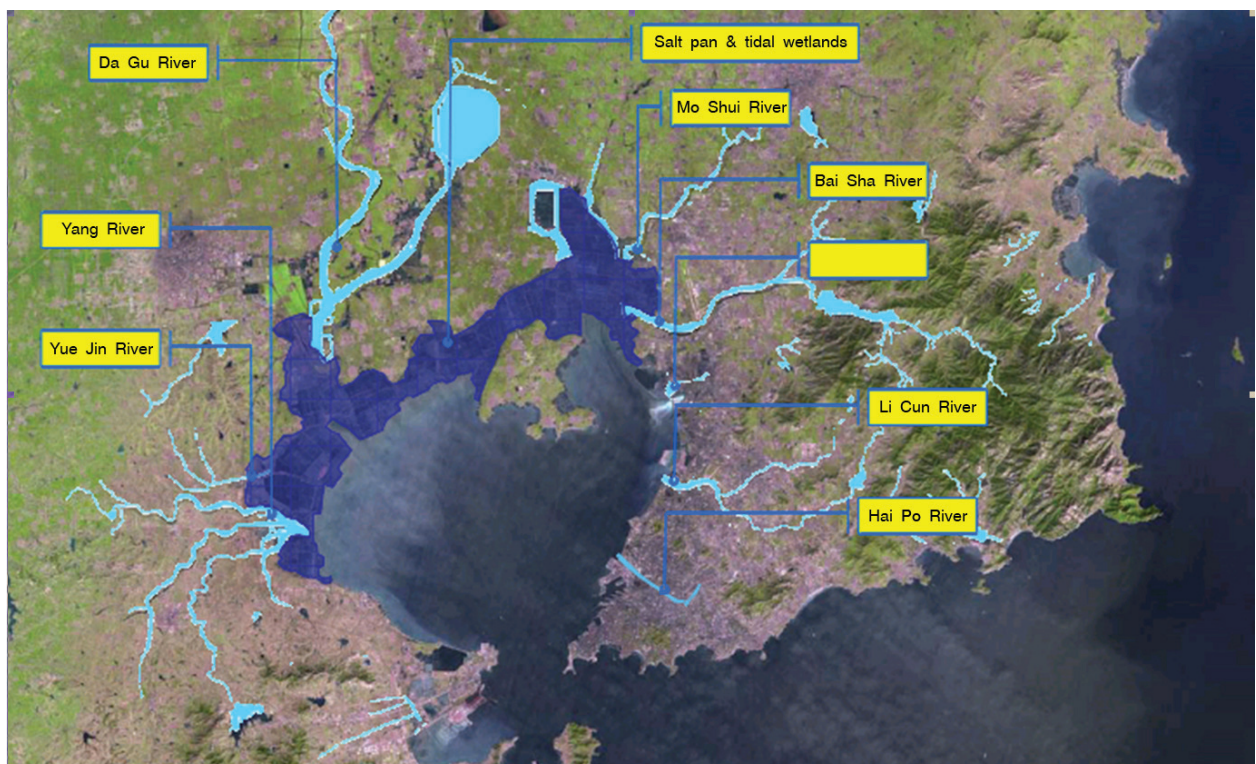 Salt pan & tidal wetlands
Da Gu River
Mo Shui River
Bai Sha River
Yang River
Yue Jin River
Li Cun River
Hai Po River